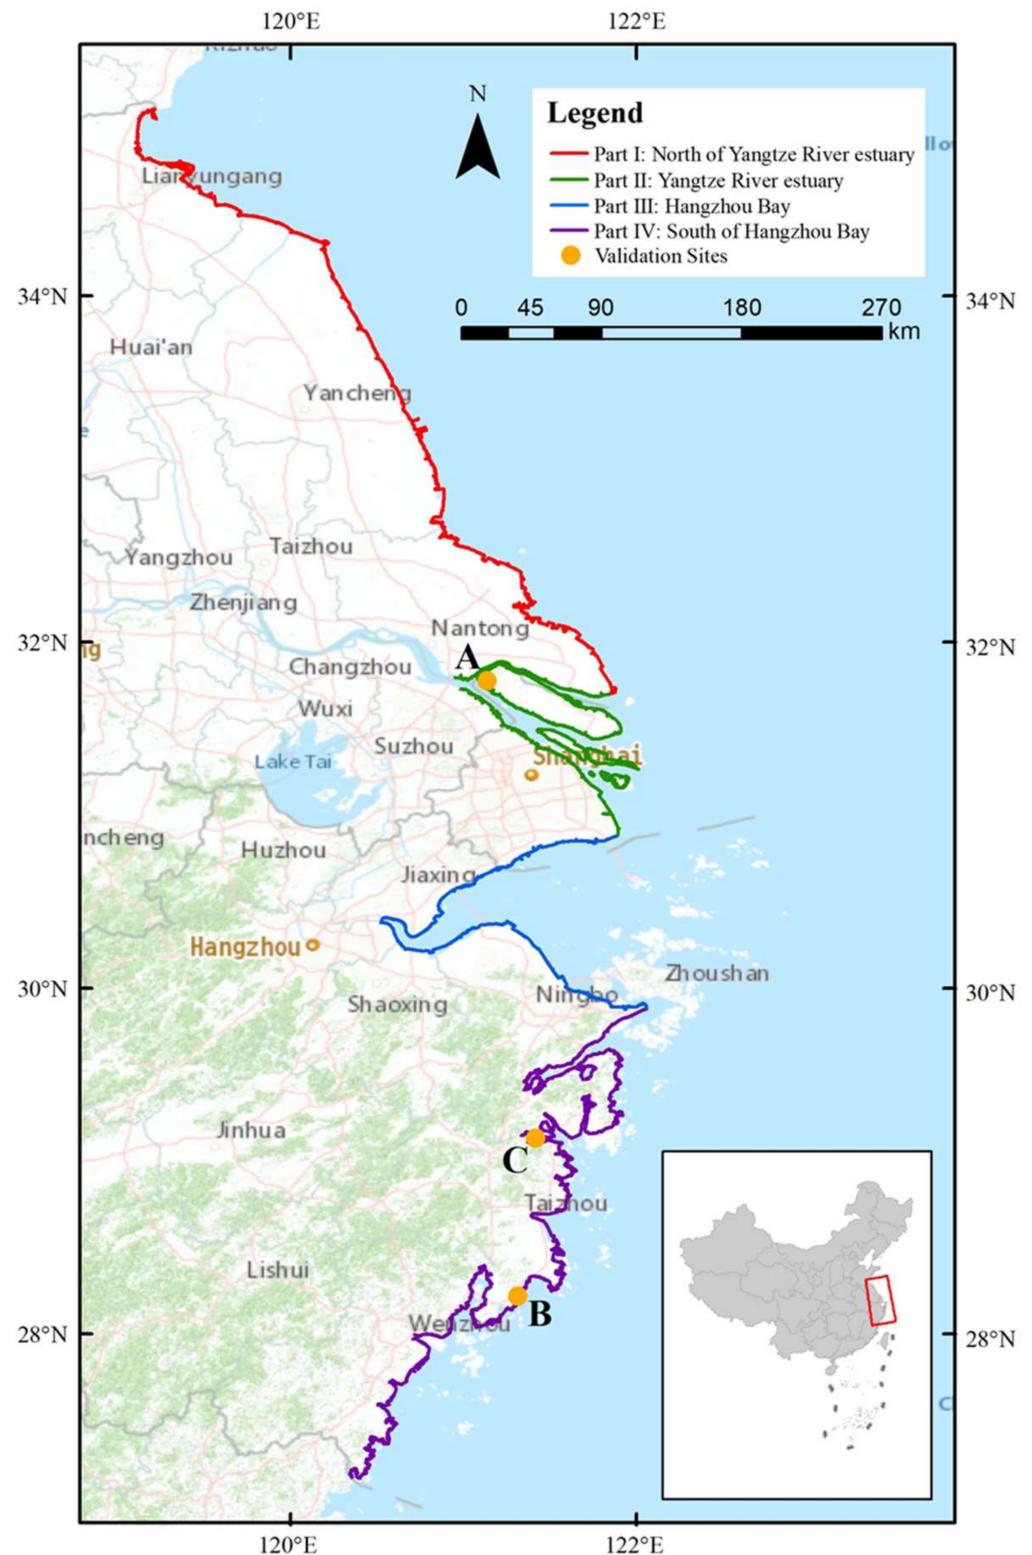 120°E
122°E
N
Legend
Part I: North of Yangtze River estuary
Part II: Yangtze River estuary
Part III: Hangzhou Bay
Part IV: South of Hangzhou Bay
Validation Sites
Lianyungang
34°N
34°N
0 45 90 180 270
km
Huai'an
Yancheng
Taizhou
Yangzhou
Zhenjiang
Nantong
32°N
32°N
A
Changzhou
Wuxi
Suzhou
Shanghai
Lake Tai
ncheng
Huzhou
Jiaxing
Hangzhou
Zhoushan
30°N
30°N
Ningbo
Shaoxing
Jinhua
C
Taizhou
Lishui
B
Wenzhou
28°N
28°N
120°E
122°E